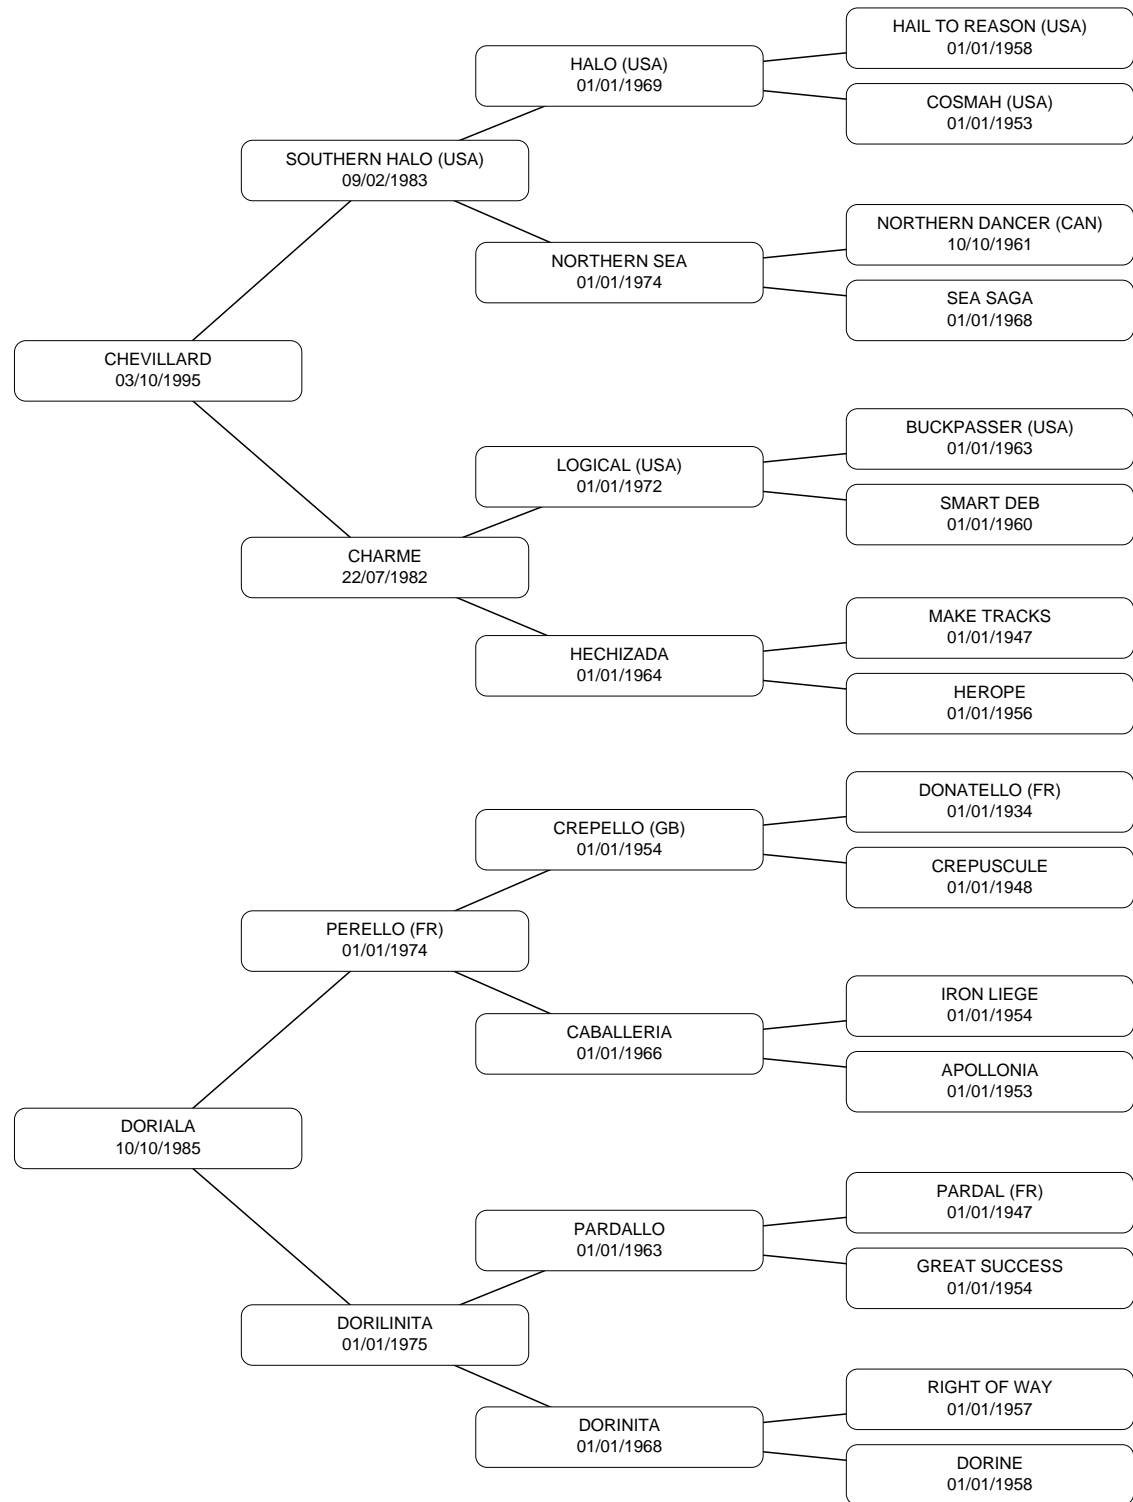 HAIL TO REASON (USA)
01/01/1958
HALO (USA)
01/01/1969
COSMAH (USA)
01/01/1953
SOUTHERN HALO (USA)
09/02/1983
NORTHERN DANCER (CAN)
10/10/1961
NORTHERN SEA
01/01/1974
SEA SAGA
01/01/1968
CHEVILLARD
03/10/1995
BUCKPASSER (USA)
01/01/1963
LOGICAL (USA)
01/01/1972
SMART DEB
01/01/1960
CHARME
22/07/1982
MAKE TRACKS
01/01/1947
HECHIZADA
01/01/1964
HEROPE
01/01/1956
DONATELLO (FR)
01/01/1934
CREPELLO (GB)
01/01/1954
CREPUSCULE
01/01/1948
PERELLO (FR)
01/01/1974
IRON LIEGE
01/01/1954
CABALLERIA
01/01/1966
APOLLONIA
01/01/1953
DORIALA
10/10/1985
PARDAL (FR)
01/01/1947
PARDALLO
01/01/1963
GREAT SUCCESS
01/01/1954
DORILINITA
01/01/1975
RIGHT OF WAY
01/01/1957
DORINITA
01/01/1968
DORINE
01/01/1958